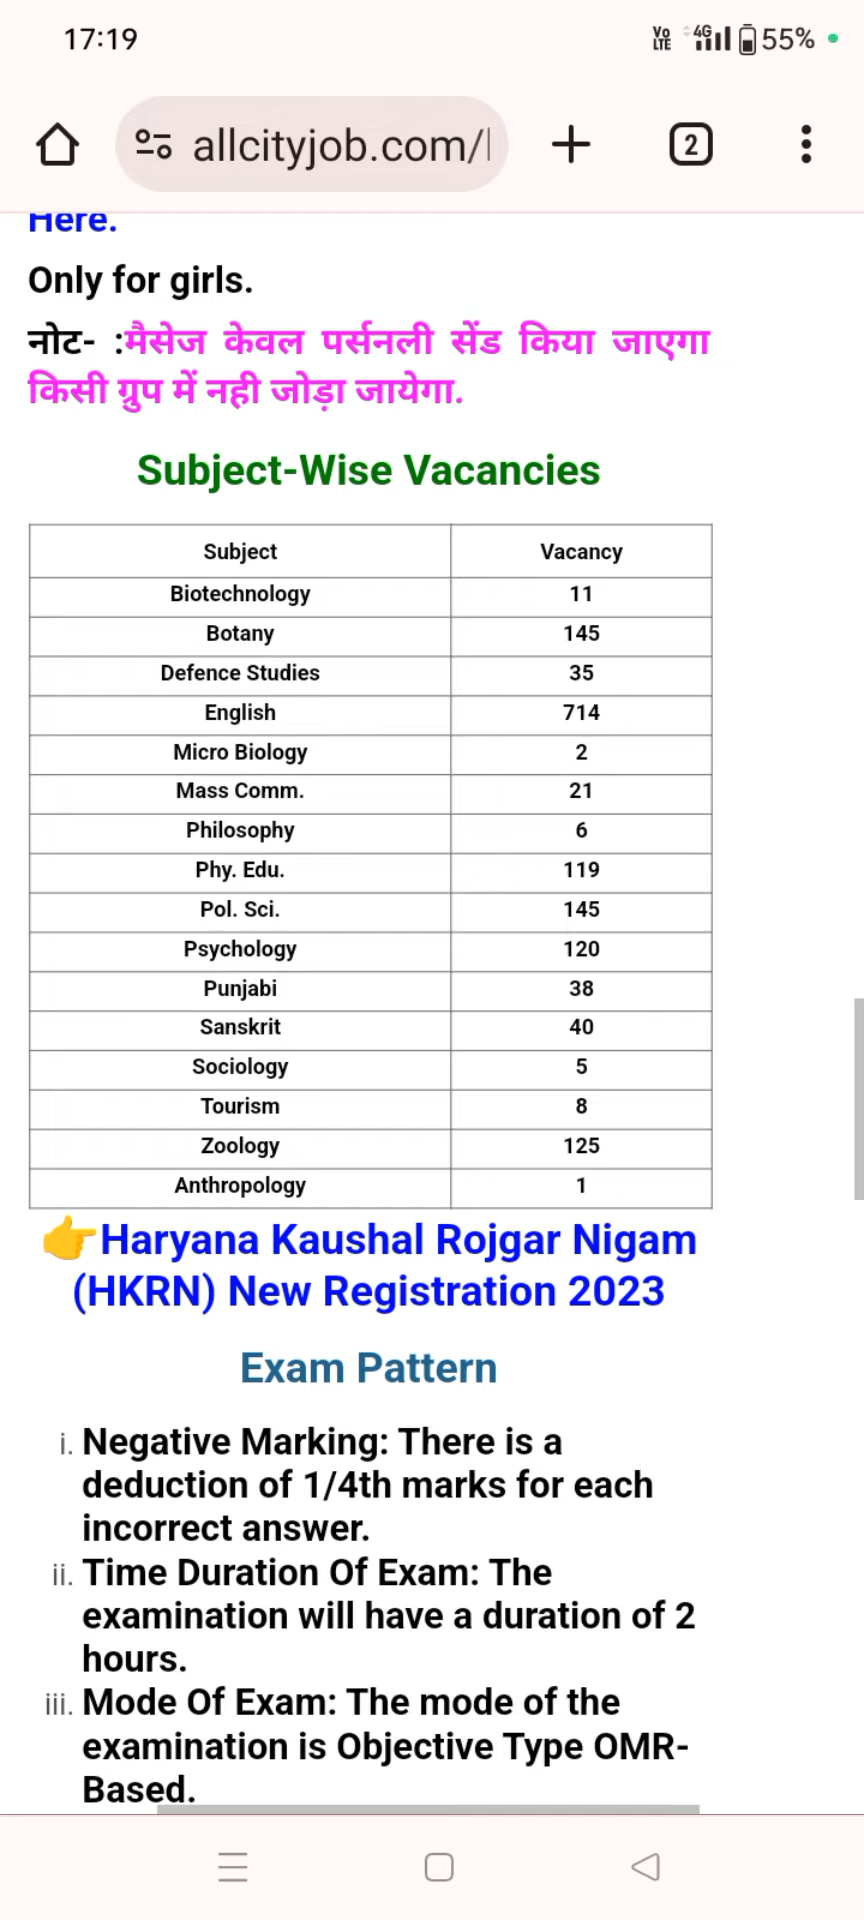 17:19
Vo LTE 4G 55%
allcityjob.com/
2
Here.
Only for girls.
नोट- :मैसेज केवल पर्सनली सेंड किया जाएगा
किसी ग्रुप में नही जोड़ा जायेगा.
Subject-Wise Vacancies
Subject Vacancy
Biotechnology 11
Botany 145
Defence Studies 35
English 714
Micro Biology 2
Mass Comm. 21
Philosophy 6
Phy. Edu. 119
Pol. Sci. 145
Psychology 120
Punjabi 38
Sanskrit 40
Sociology 5
Tourism 8
Zoology 125
Anthropology 1
👉Haryana Kaushal Rojgar Nigam
(HKRN) New Registration 2023
Exam Pattern
i. Negative Marking: There is a
deduction of 1/4th marks for each
incorrect answer.
ii. Time Duration Of Exam: The
examination will have a duration of 2
hours.
iii. Mode Of Exam: The mode of the
examination is Objective Type OMR-
Based.